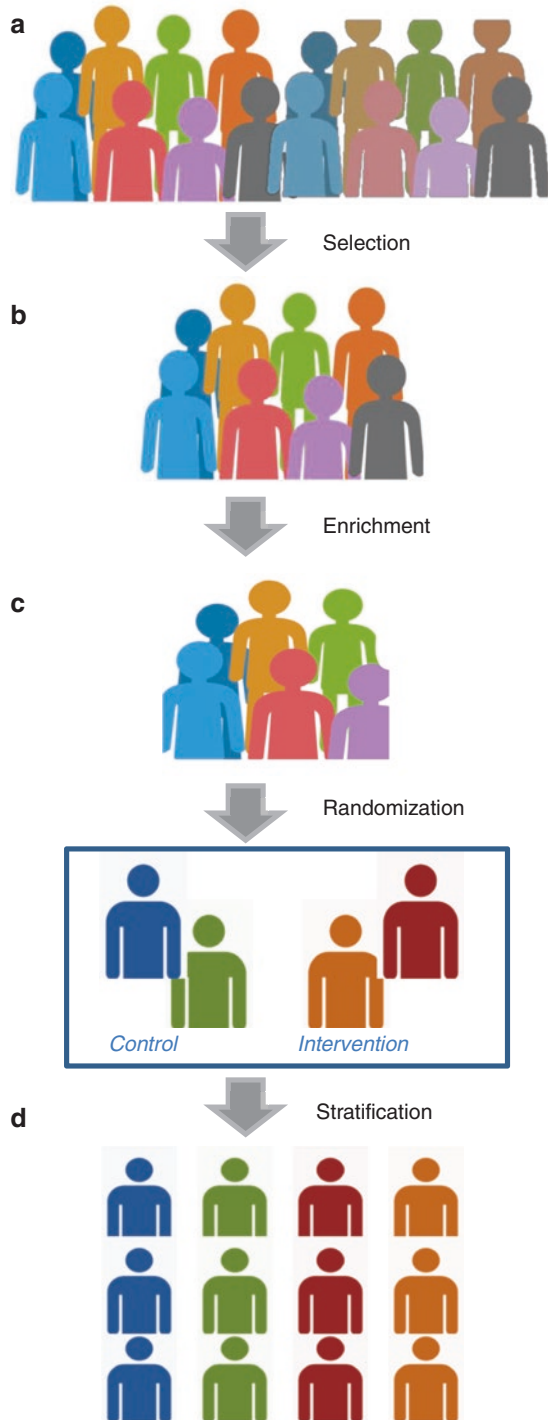 a
Selection
b
Enrichment
c
Randomization
Control Intervention
Stratification
d